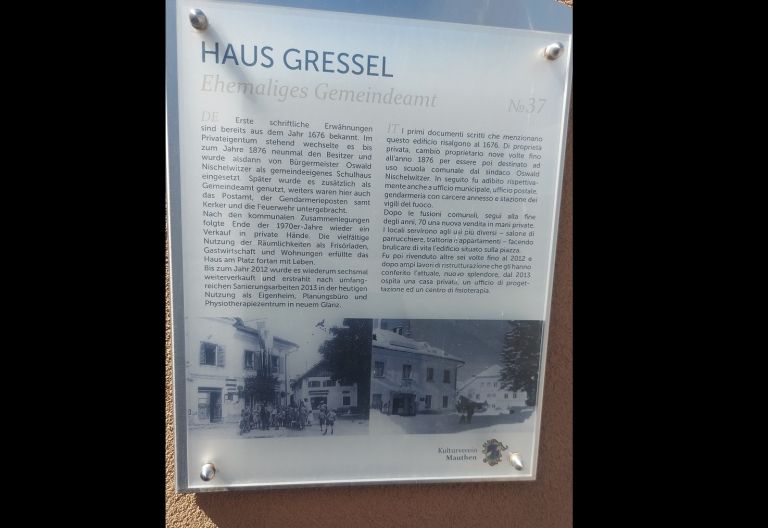 HAUS GRESSEL
Ehemaliges Gemeindeamt
№37
DE Erste schriftliche Erwähnungen
sind bereits aus dem Jahr 1676 bekannt. Im
Privateigentum stehend wechselte es bis
zum Jahre 1876 neunmal den Besitzer und
wurde alsdann von Bürgermeister Oswald
Nischelwitzer als gemeindeeigenes Schulhaus
eingesetzt. Später wurde es zusätzlich als
Gemeindeamt genutzt, weiters waren hier auch
das Postamt, der Gendarmerieposten samt
Kerker und die Feuerwehr untergebracht.
Nach den kommunalen Zusammenlegungen
folgte Ende der 1970er-Jahre wieder ein
Verkauf in private Hände. Die vielfältige
Nutzung der Räumlichkeiten als Frisörladen,
Gastwirtschaft und Wohnungen erfüllte das
Haus am Platz fortan mit Leben.
Bis zum Jahr 2012 wurde es wiederum sechsmal
weiterverkauft und erstrahlt nach umfang-
reichen Sanierungsarbeiten 2013 in der heutigen
Nutzung als Eigenheim, Planungsbüro und
Physiotherapiezentrum in neuem Glanz.
IT I primi documenti scritti che menzionano
questo edificio risalgono al 1676. Di proprietà
privata, cambiò proprietario nove volte fino
all'anno 1876 per essere poi destinato ad
uso scuola comunale dal sindaco Oswald
Nischelwitzer. In seguito fu adibito rispettiva-
mente anche a ufficio municipale, ufficio postale,
gendarmeria con carcere annesso e stazione dei
vigili del fuoco.
Dopo le fusioni comunali, seguì alla fine
degli anni, 70 una nuova vendita in mani private.
I locali servirono agli usi più diversi – salone di
parrucchiere, trattoria e appartamenti – facendo
brulicare di vita l'edificio situato sulla piazza.
Fu poi rivenduto altre sei volte fino al 2012 e
dopo ampi lavori di ristrutturazione che gli hanno
conferito l'attuale, nuovo splendore, dal 2013
ospita una casa privata, un ufficio di proget-
tazione ed un centro di fisioterapia.
Kulturverein
Mauthen